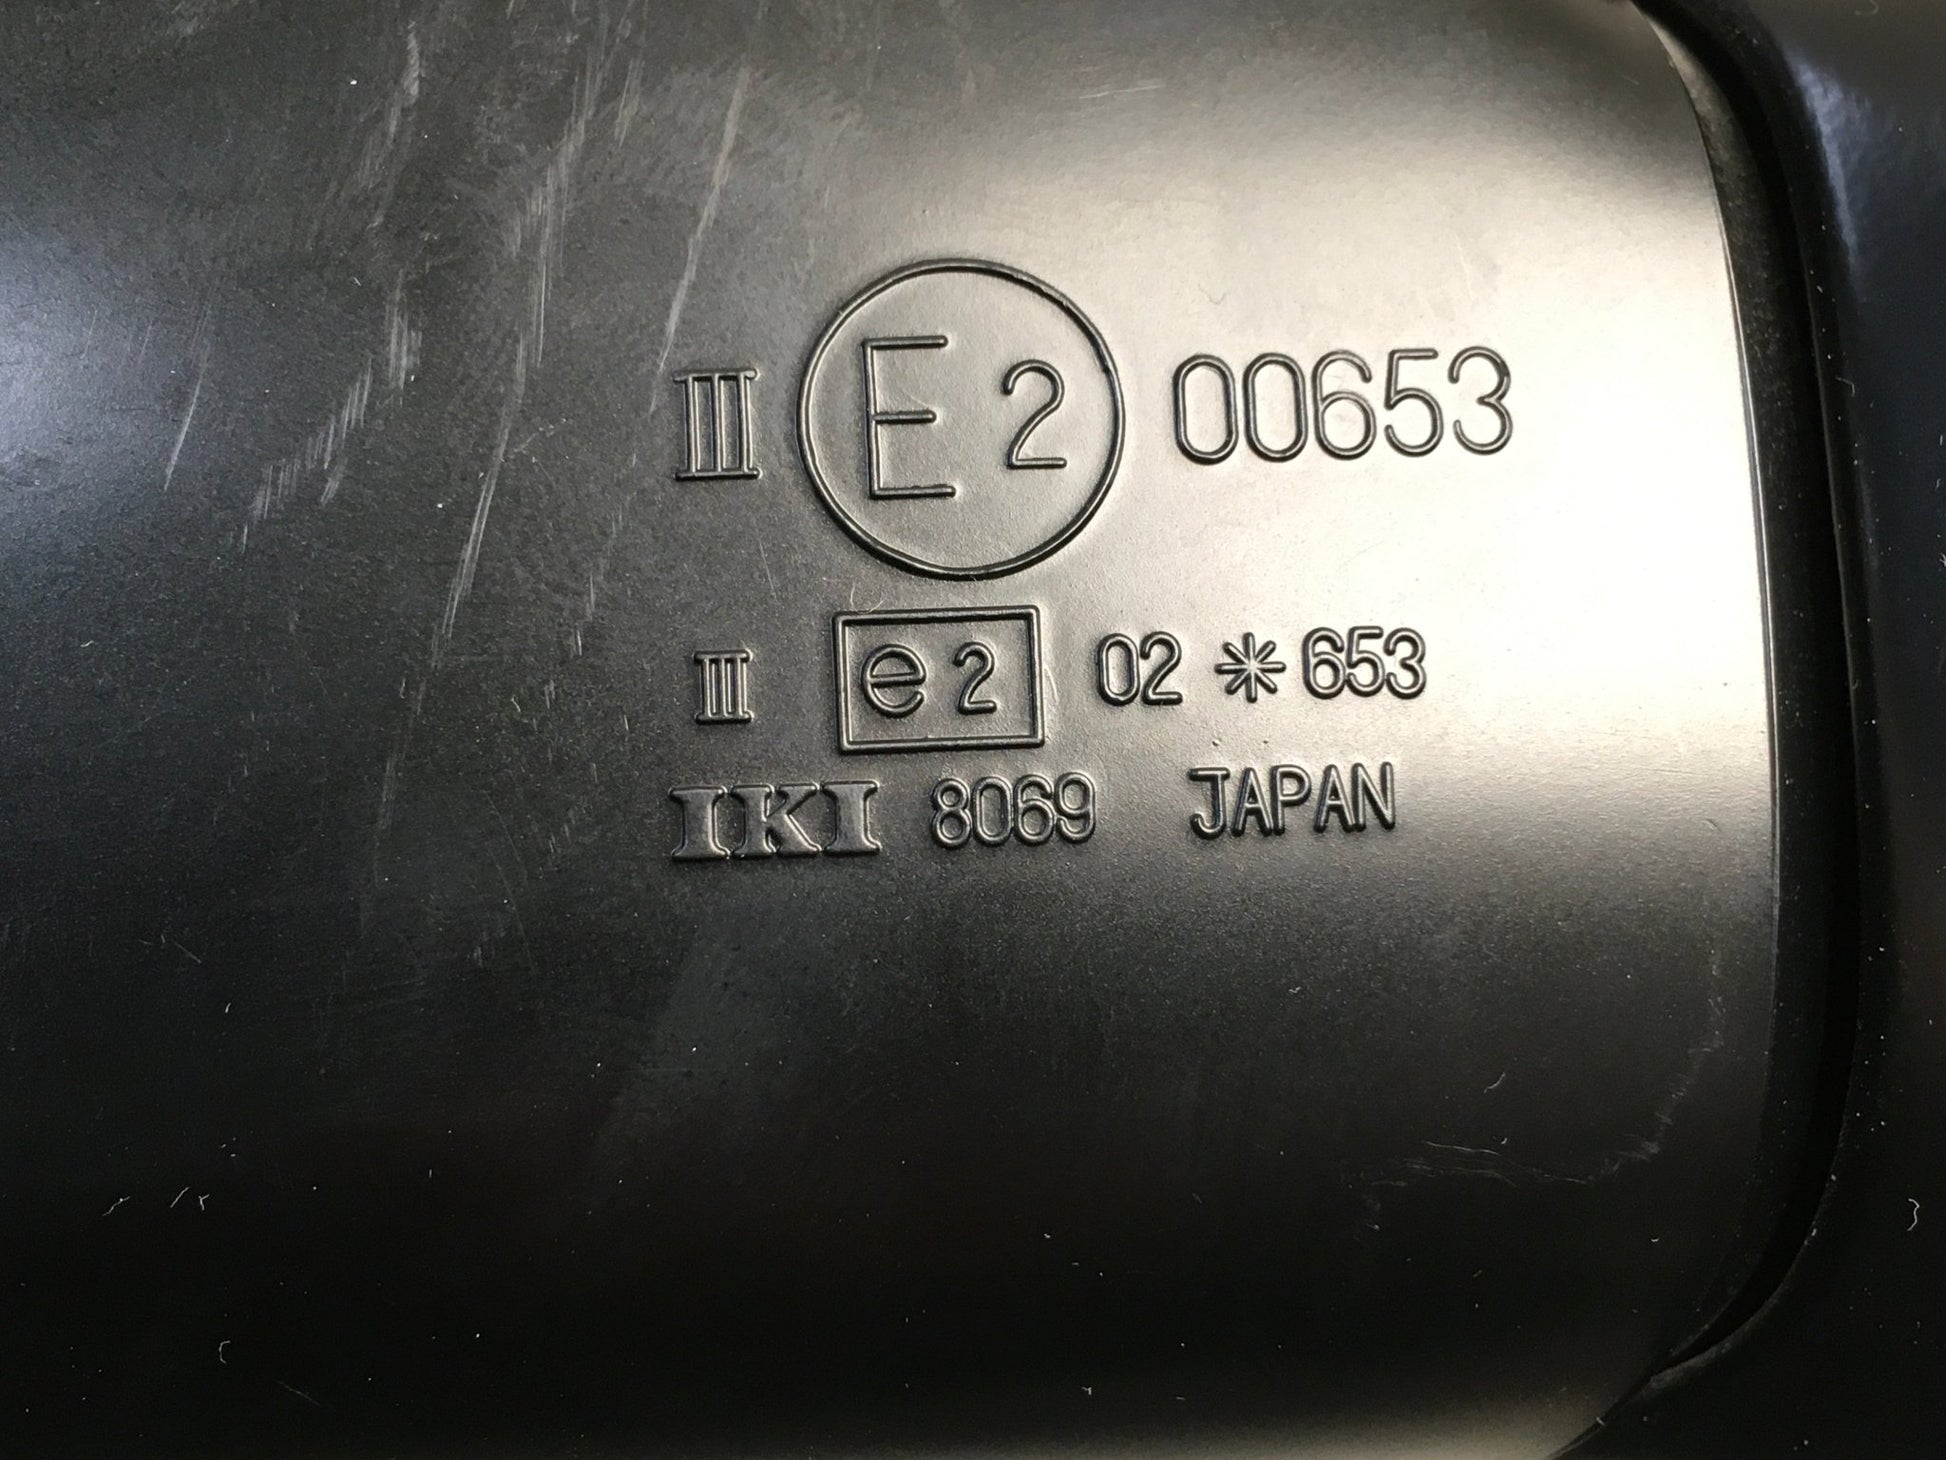 III E2 00653
III e2 02 * 653
IKI 8069 JAPAN